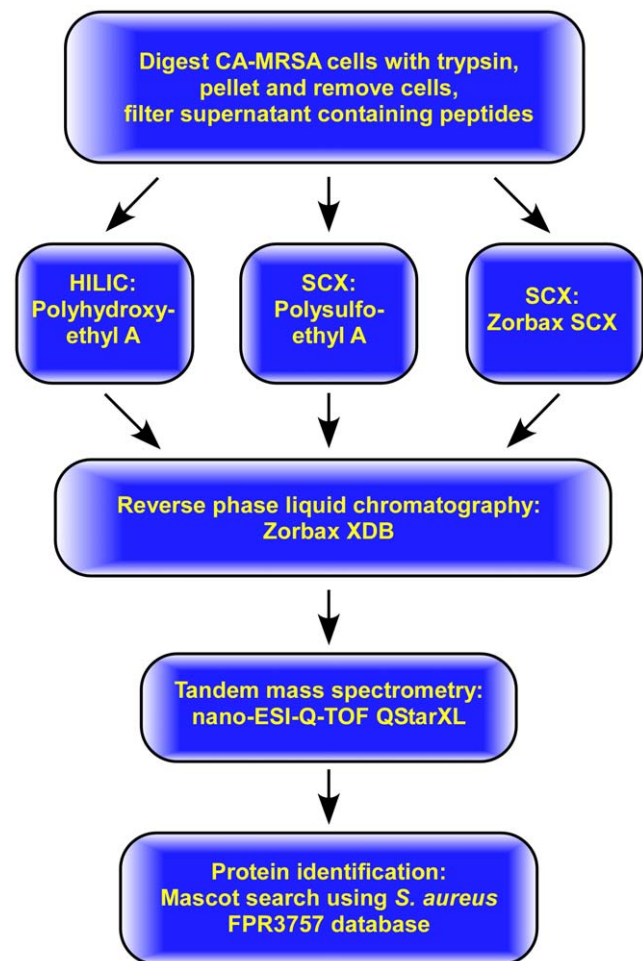 Digest CA-MRSA cells with trypsin,
pellet and remove cells,
filter supernatant containing peptides
HILIC:
Polyhydroxy-
ethyl A
SCX:
Polysulfo-
ethyl A
SCX:
Zorbax SCX
Reverse phase liquid chromatography:
Zorbax XDB
Tandem mass spectrometry:
nano-ESI-Q-TOF QStarXL
Protein identification:
Mascot search using S. aureus
FPR3757 database